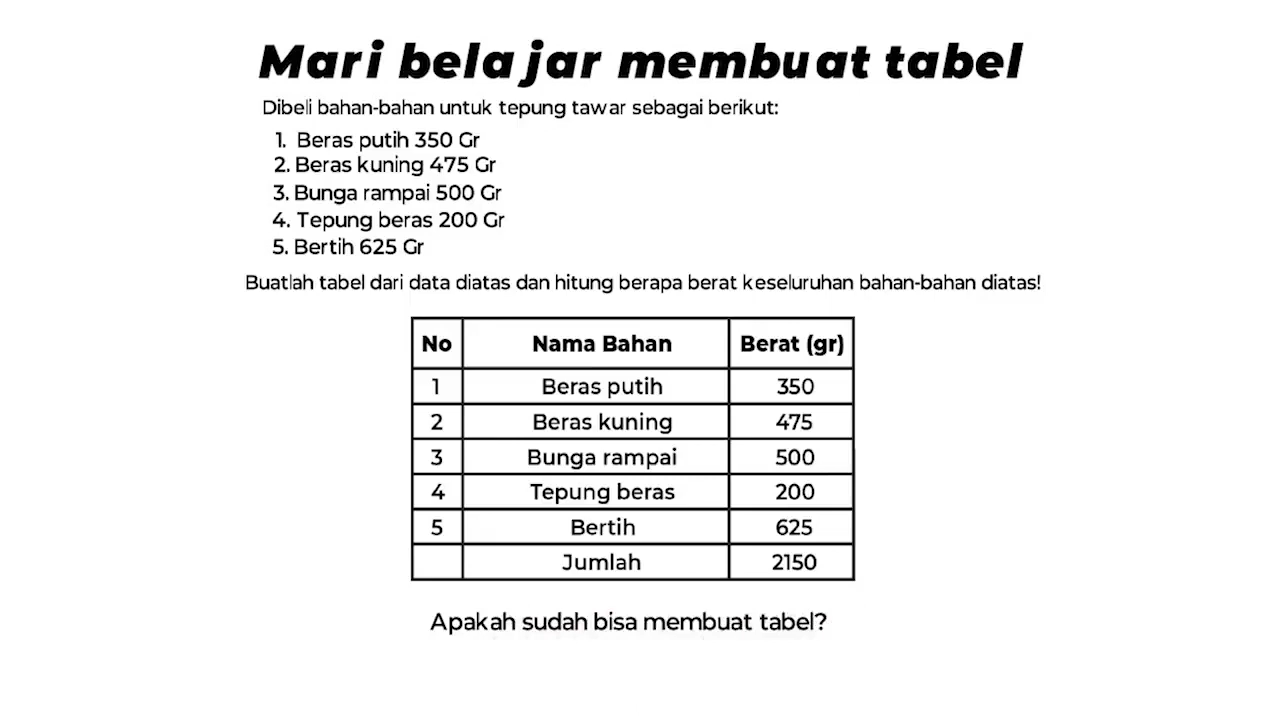 Mari belajar membuat tabel
Dibeli bahan-bahan untuk tepung tawar sebagai berikut:
1. Beras putih 350 Gr
2. Beras kuning 475 Gr
3. Bunga rampai 500 Gr
4. Tepung beras 200 Gr
5. Bertih 625 Gr
Buatlah tabel dari data diatas dan hitung berapa berat keseluruhan bahan-bahan diatas!
No Nama Bahan Berat (gr)
1 Beras putih 350
2 Beras kuning 475
3 Bunga rampai 500
4 Tepung beras 200
5 Bertih 625
Jumlah 2150
Apakah sudah bisa membuat tabel?